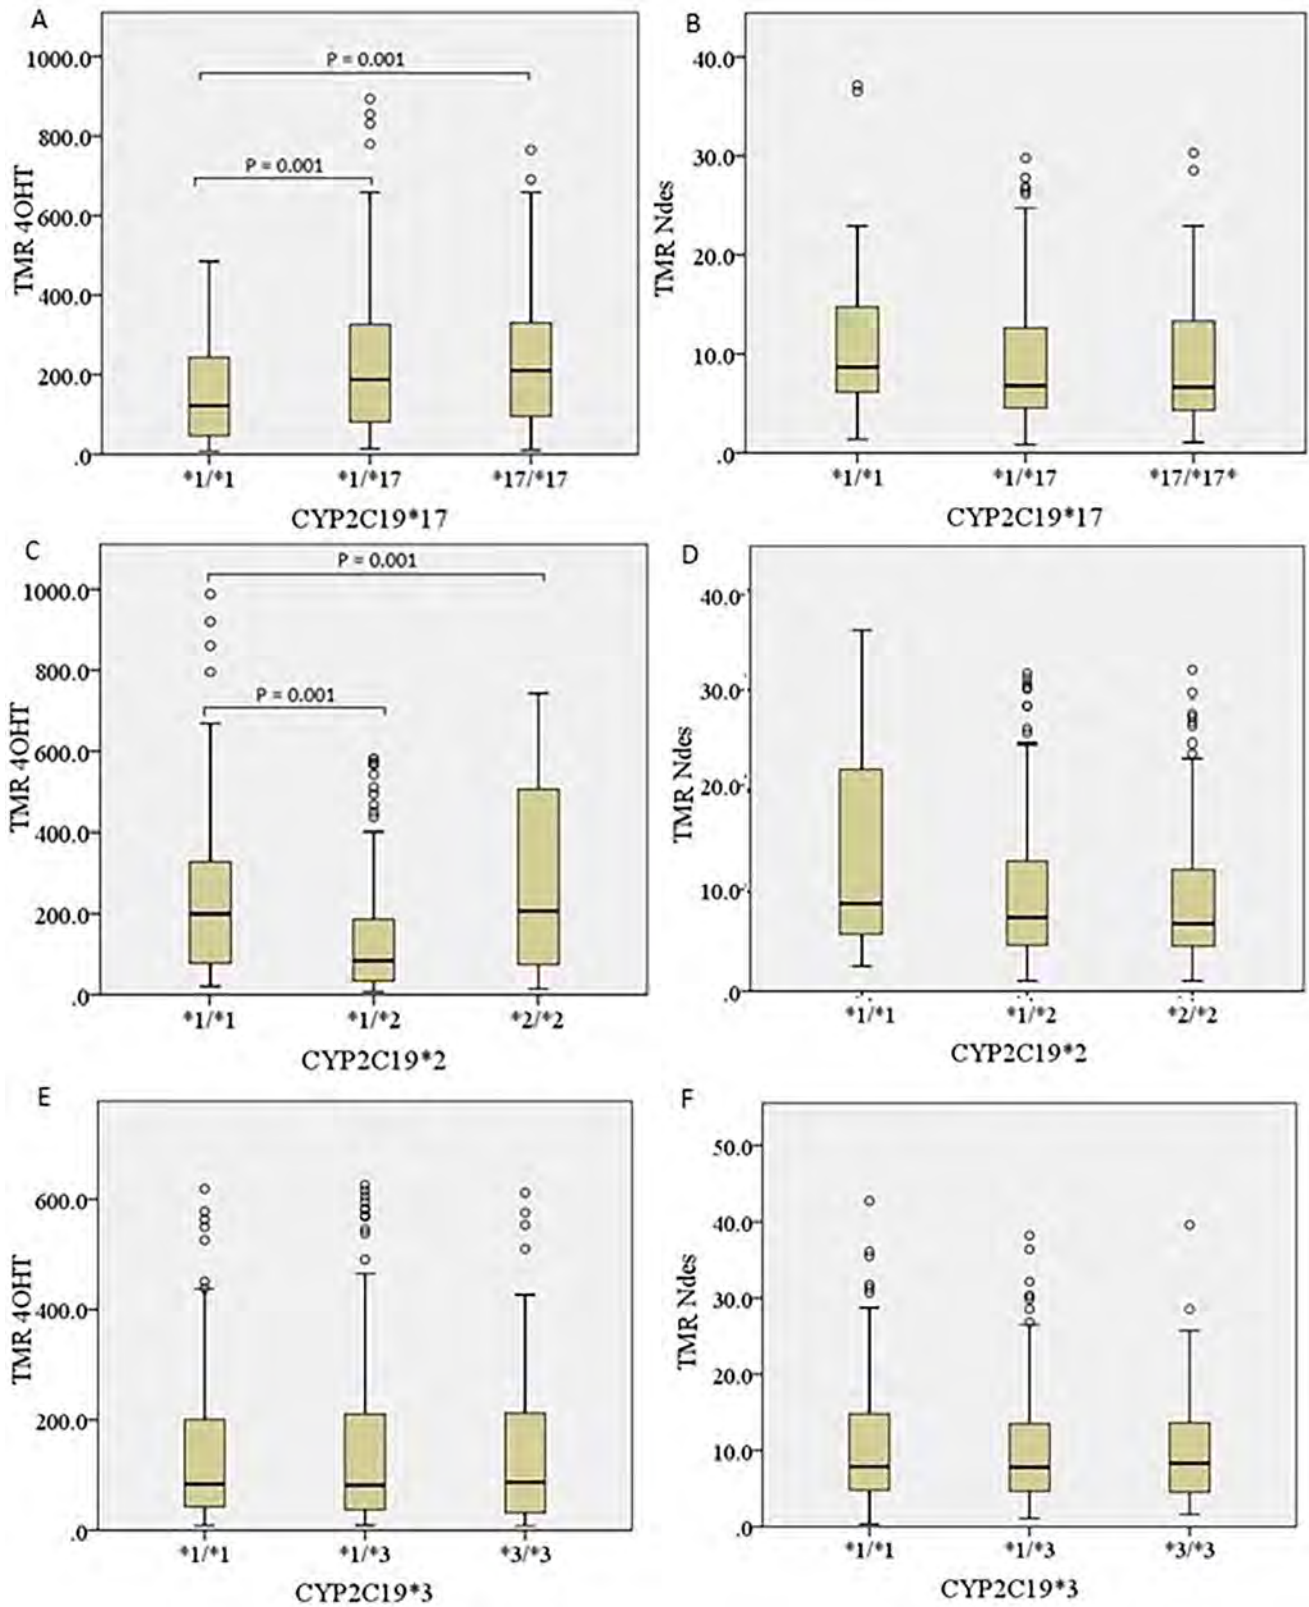 A
TMR 4OHT
1000.0
800.0
600.0
400.0
200.0
.0
P = 0.001
P = 0.001
*1/*1 *1/*17 *17/*17
CYP2C19*17
B
TMR Ndes
40.0
30.0
20.0
10.0
.0
*1/*1 *1/*17 *17/*17*
CYP2C19*17
C
TMR 4OHT
1000.0
800.0
600.0
400.0
200.0
.0
P = 0.001
P = 0.001
*1/*1 *1/*2 *2/*2
CYP2C19*2
D
TMR Ndes
40.0
30.0
20.0
10.0
.0
*1/*1 *1/*2 *2/*2
CYP2C19*2
E
TMR 4OHT
600.0
400.0
200.0
.0
*1/*1 *1/*3 *3/*3
CYP2C19*3
F
TMR Ndes
50.0
40.0
30.0
20.0
10.0
.0
*1/*1 *1/*3 *3/*3
CYP2C19*3